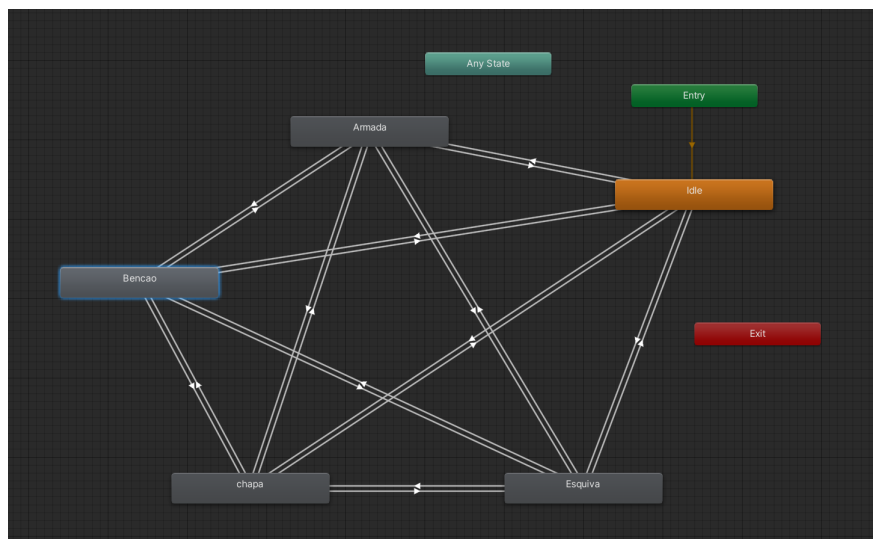 Any State
Entry
Armada
Idle
Bencao
Exit
chapa
Esquiva